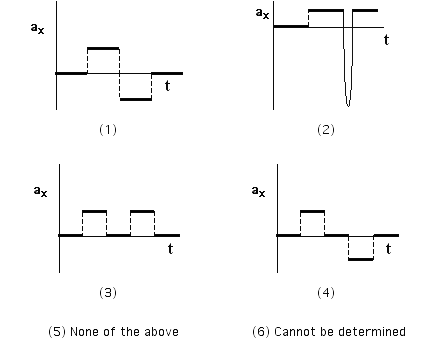 aₓ
t
(1)
aₓ
t
(2)
aₓ
t
(3)
aₓ
t
(4)
(5) None of the above
(6) Cannot be determined